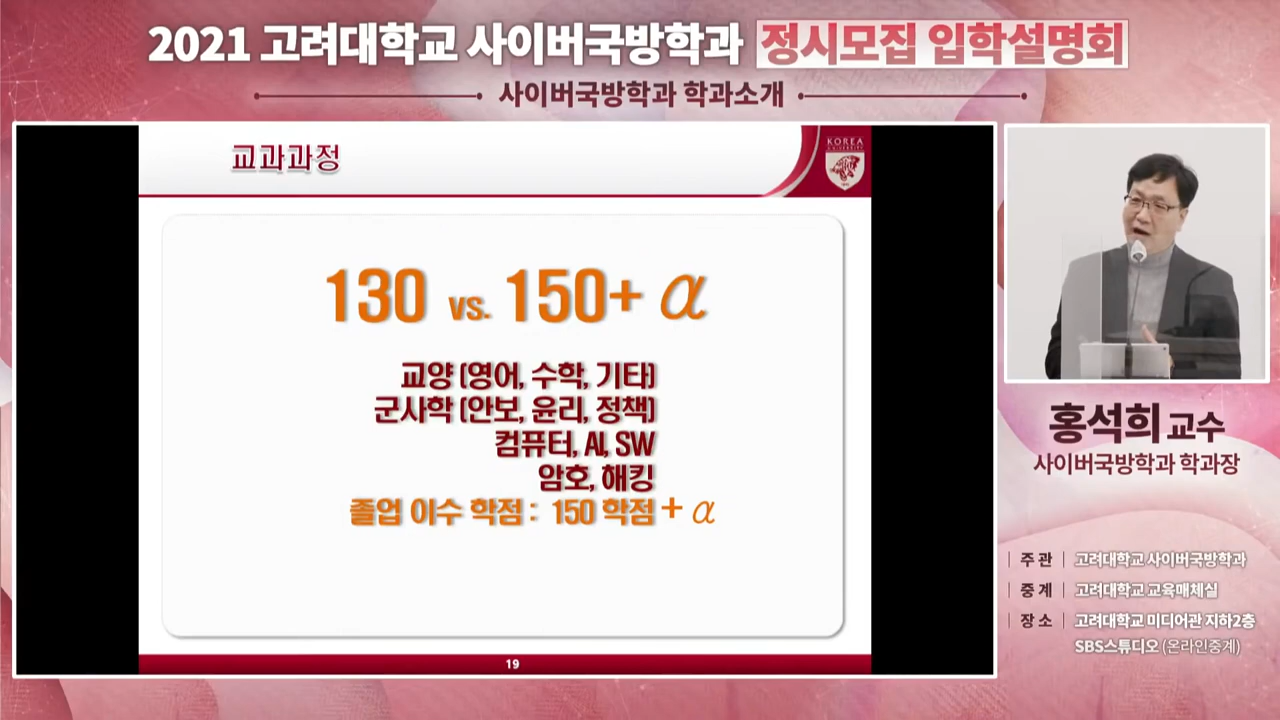 2021 고려대학교 사이버국방학과 정시모집 입학설명회
사이버국방학과 학과소개
교과과정
KOREA
UNIVERSITY
130 vs. 150+ α
교양 (영어, 수학, 기타)
군사학 (안보, 윤리, 정책)
컴퓨터, AI, SW
암호, 해킹
졸업 이수 학점 : 150 학점 + α
19
홍석희 교수
사이버국방학과 학과장
주 관 | 고려대학교 사이버국방학과
중 계 | 고려대학교 교육매체실
장 소 | 고려대학교 미디어관 지하2층
SBS스튜디오 (온라인중계)